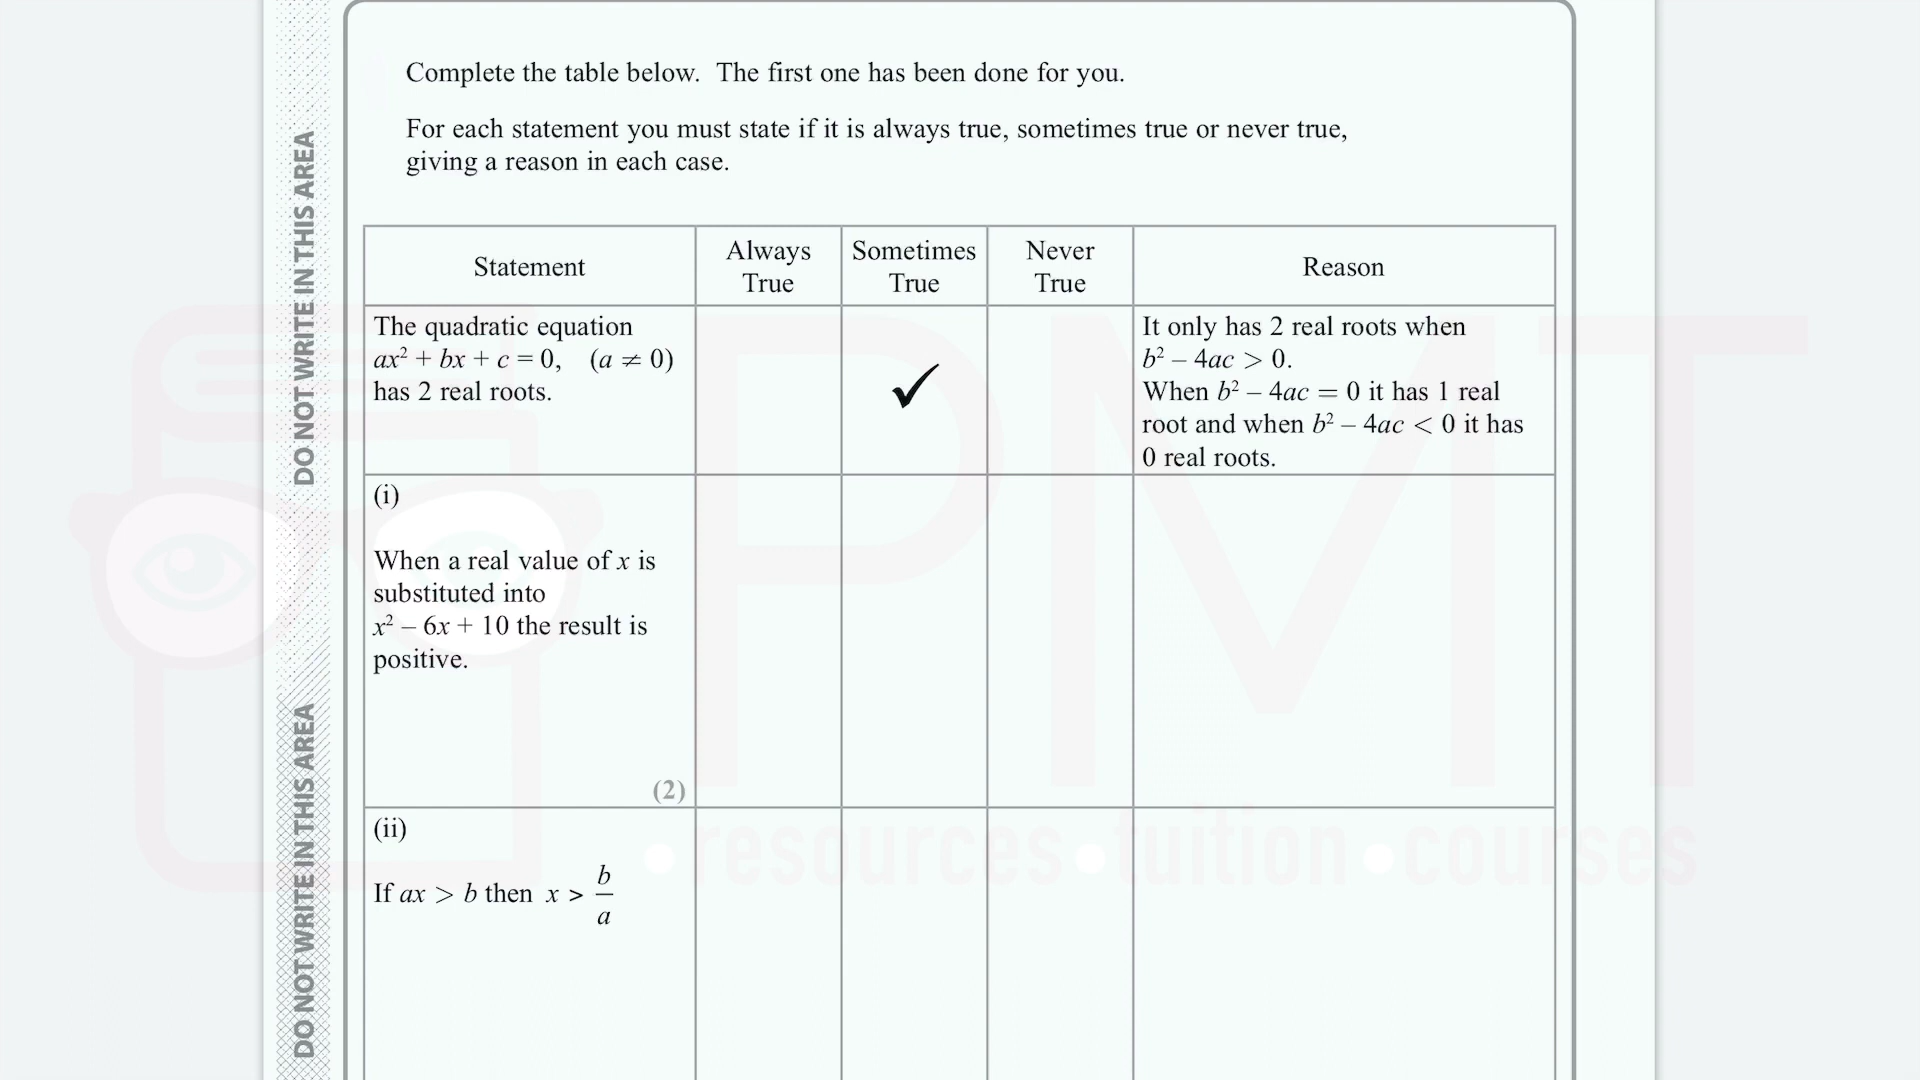 Complete the table below. The first one has been done for you.
For each statement you must state if it is always true, sometimes true or never true,
giving a reason in each case.
Statement
Always
True
Sometimes
True
Never
True
Reason
The quadratic equation
ax² + bx + c = 0, (a ≠ 0)
has 2 real roots.
✓
It only has 2 real roots when
b² – 4ac > 0.
When b² – 4ac = 0 it has 1 real
root and when b² – 4ac < 0 it has
0 real roots.
(i)
When a real value of x is
substituted into
x² – 6x + 10 the result is
positive.
(2)
(ii)
If ax > b then x > b/a
DO NOT WRITE IN THIS AREA
DO NOT WRITE IN THIS AREA
PMT
•resources•tuition•courses